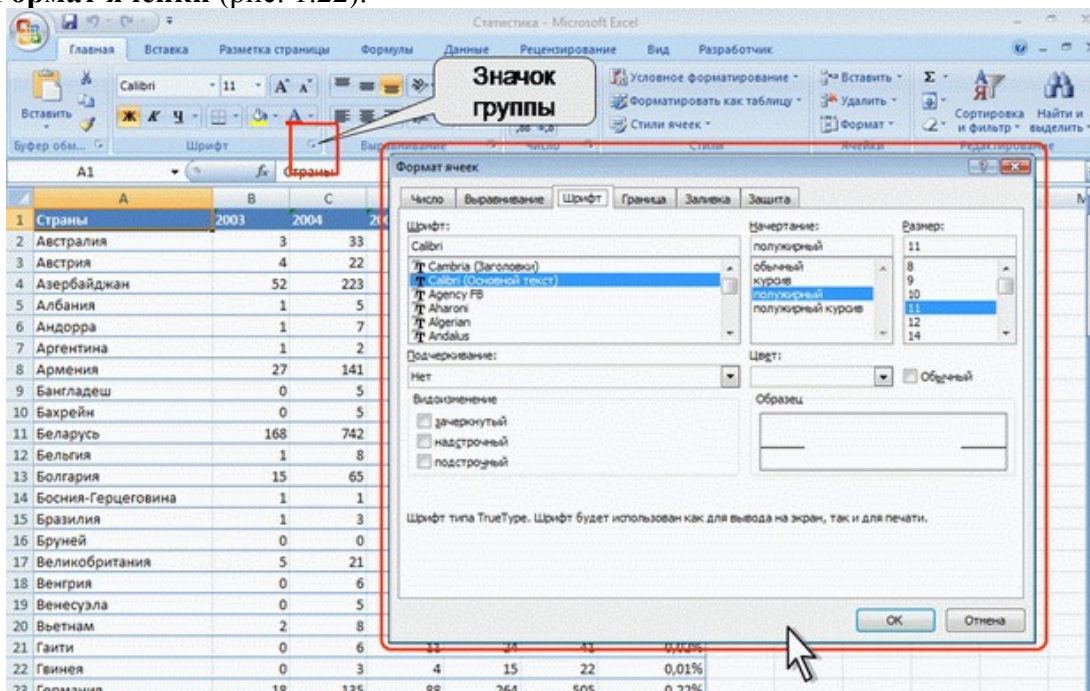 Формат ячейки (рис. 1.22).
Статистика - Microsoft Excel
Главная Вставка Разметка страницы Формулы Данные Рецензирование Вид Разработчик
Значок группы
Вставить
Calibri 11
Ж К Ч
Условное форматирование
Форматировать как таблицу
Стили ячеек
Вставить
Удалить
Формат
Сортировка и фильтр
Найти и выделить
Буфер обм... Шрифт Выравнивание Число Стили Ячейки Редактирование
A1 fx Страны
A B C
1 Страны 2003 2004
2 Австралия 3 33
3 Австрия 4 22
4 Азербайджан 52 223
5 Албания 1 5
6 Андорра 1 7
7 Аргентина 1 2
8 Армения 27 141
9 Бангладеш 0 5
10 Бахрейн 0 5
11 Беларусь 168 742
12 Бельгия 1 8
13 Болгария 15 65
14 Босния-Герцеговина 1 1
15 Бразилия 1 3
16 Бруней 0 0
17 Великобритания 5 21
18 Венгрия 0 6
19 Венесуэла 0 5
20 Вьетнам 2 8
21 Гаити 0 6
22 Гвинея 0 3 4 15 22 0,01%
23 Германия 18 135 88 264 505 0,22%
Формат ячеек
Число Выравнивание Шрифт Граница Заливка Защита
Шрифт: Начертание: Размер:
Calibri полужирный 11
Cambria (Заголовки) обычный 8
Calibri (Основной текст) курсив 9
Agency FB полужирный 10
Aharoni полужирный курсив 11
Algerian 12
Andalus 14
Подчеркивание: Цвет:
Нет Обычный
Видоизменение Образец
зачеркнутый
надстрочный
подстрочный
Шрифт типа TrueType. Шрифт будет использован как для вывода на экран, так и для печати.
ОК Отмена